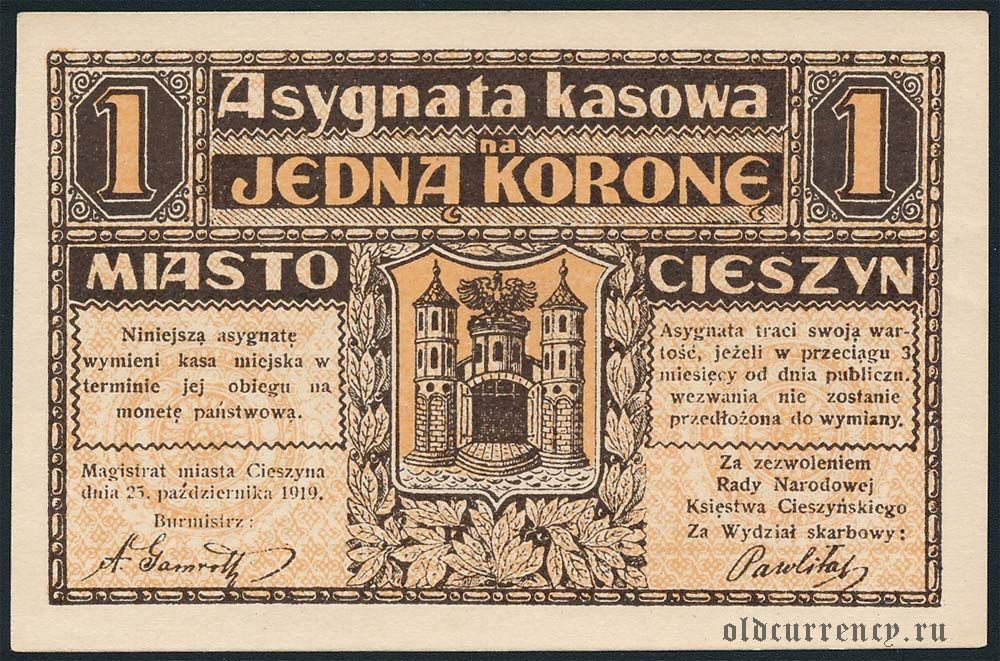 1 Asygnata kasowa 1
na
JEDNĄ KORONĘ
MIASTO CIESZYN
Niniejszą asygnatę
wymieni kasa miejska w
terminie jej obiegu na
monetę państwową.
Asygnata traci swoją war-
tość, jeżeli w przeciągu 3
miesięcy od dnia publiczn.
wezwania nie zostanie
przedłożona do wymiany.
Magistrat miasta Cieszyna
dnia 25. października 1919.
Burmistrz:
A. Gamroth
Za zezwoleniem
Rady Narodowej
Księstwa Cieszyńskiego
Za Wydział skarbowy:
oldcurrency.ru